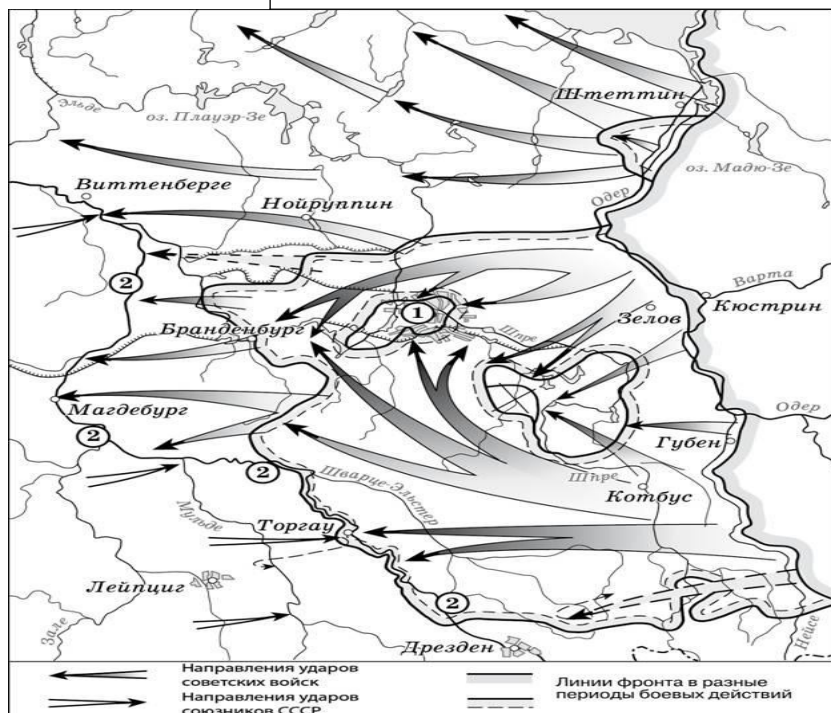 Штеттин
Эльде
оз. Плауэр-Зе
оз. Мадю-Зе
Виттенберге
Нойруппин
Одер
Варта
2
1
Кюстрин
Бранденбург
Шпре
Зелов
Магдебург
Одер
2
Губен
2
Шварце-Эльстер
Шпре
Котбус
Мульде
Торгау
Лейпциг
2
Зале
Дрезден
Нейсе
Направления ударов
советских войск
Направления ударов
союзников СССР
Линии фронта в разные
периоды боевых действий